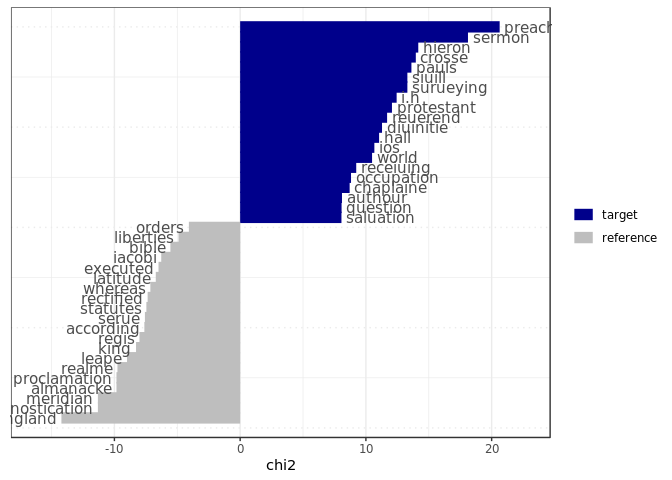 preach
sermon
hieron
crosse
pauls
siuill
surueying
i.h
protestant
reuerend
diuinitie
hall
ios
world
receiuing
occupation
chaplaine
authour
question
saluation
orders
liberties
bible
iacobi
executed
latitude
whereas
rectified
statutes
serue
according
regis
king
leape
realme
proclamation
almanacke
meridian
nostication
ngland
target
reference
-10 0 10 20
chi2